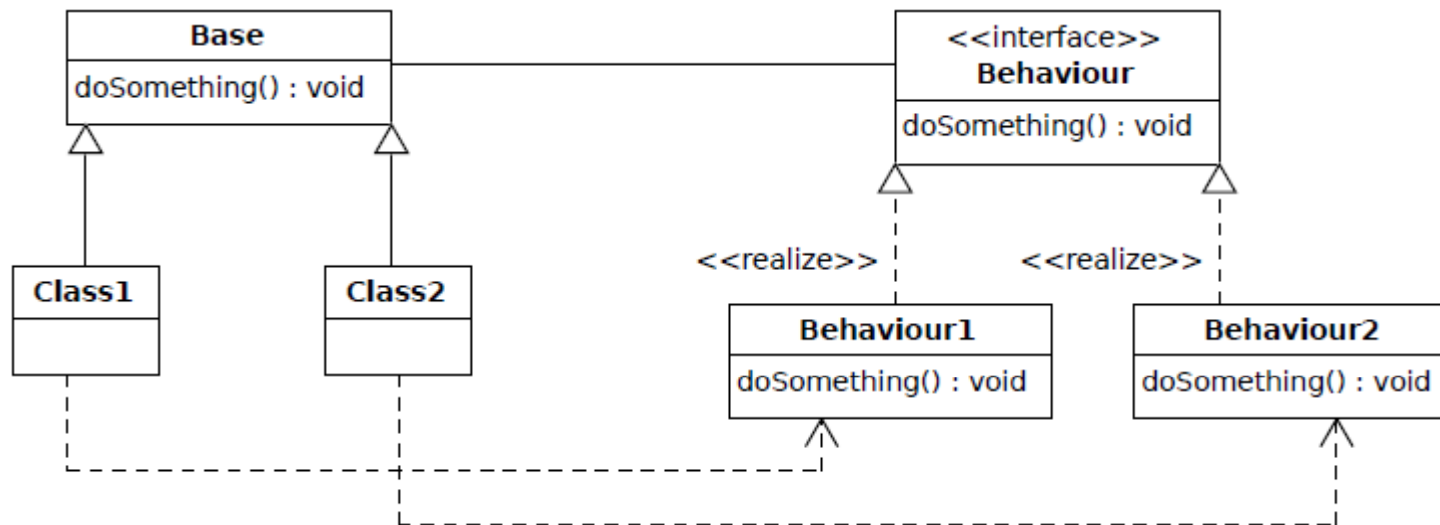 Base
doSomething() : void
<<interface>>
Behaviour
doSomething() : void
<<realize>>
<<realize>>
Class1
Class2
Behaviour1
doSomething() : void
Behaviour2
doSomething() : void